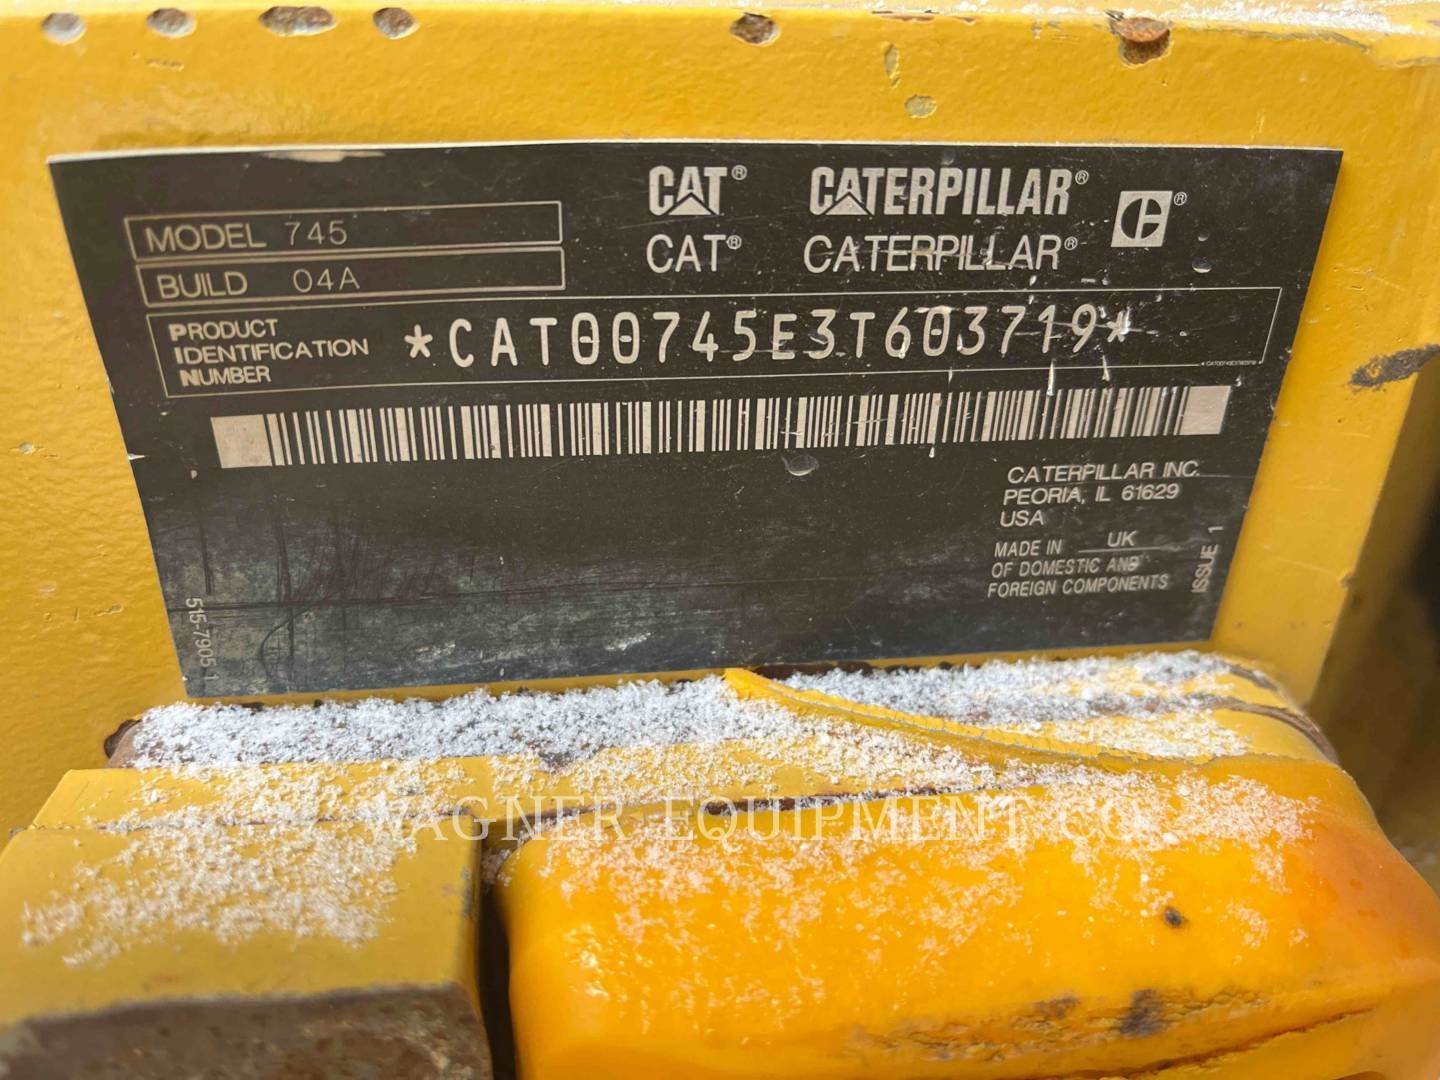 CAT® CATERPILLAR®
CAT® CATERPILLAR®
MODEL 745
BUILD 04A
PRODUCT
IDENTIFICATION
NUMBER
*CAT00745E3T603719*
CATERPILLAR INC.
PEORIA, IL 61629
USA
MADE IN UK
OF DOMESTIC AND
FOREIGN COMPONENTS
ISSUE 1
515-7905 1
WAGNER EQUIPMENT CO.